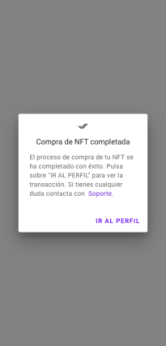 Compra de NFT completada
El proceso de compra de tu NFT se
ha completado con éxito. Pulsa
sobre "IR AL PERFIL" para ver la
transacción. Si tienes cualquier
duda contacta con Soporte.
IR AL PERFIL